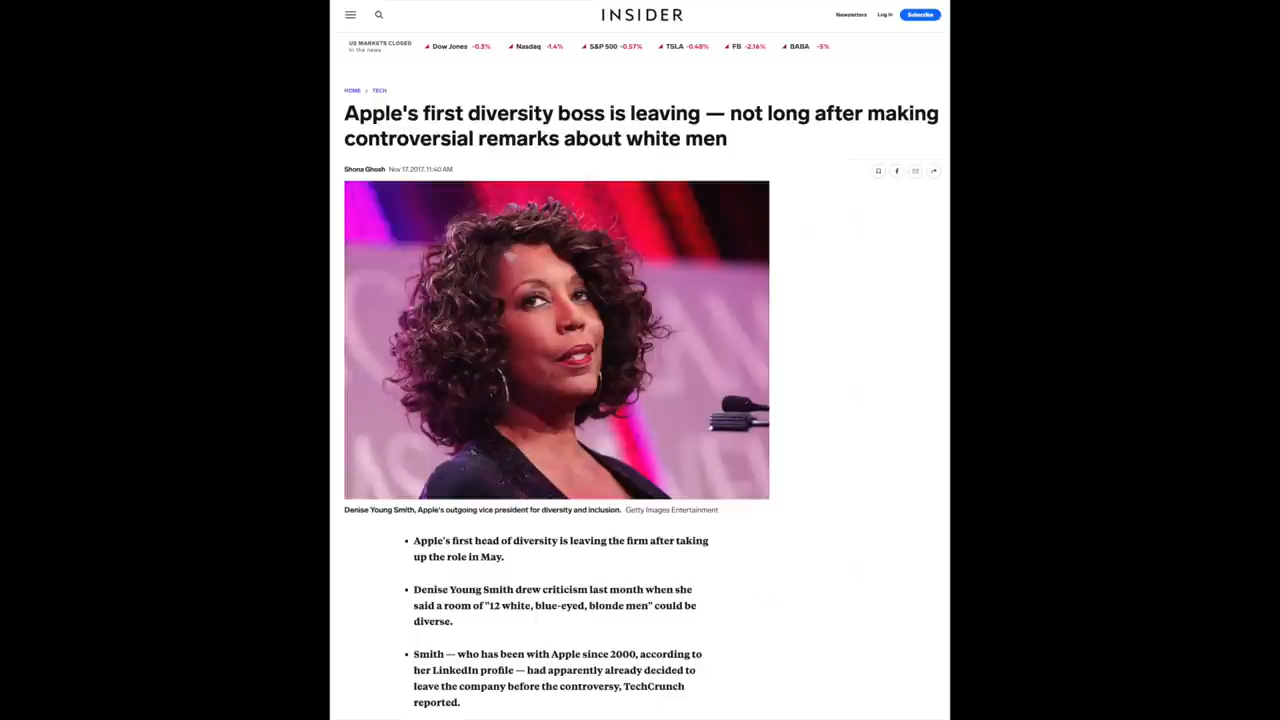 INSIDER
Newsletters Log in Subscribe
US MARKETS CLOSED
In the news
Dow Jones -0.3% Nasdaq -1.4% S&P 500 -0.57% TSLA -0.48% FB -2.16% BABA -5%
HOME > TECH
Apple's first diversity boss is leaving — not long after making
controversial remarks about white men
Shona Ghosh Nov 17, 2017, 11:40 AM
Denise Young Smith, Apple's outgoing vice president for diversity and inclusion. Getty Images Entertainment
• Apple's first head of diversity is leaving the firm after taking
up the role in May.
• Denise Young Smith drew criticism last month when she
said a room of "12 white, blue-eyed, blonde men" could be
diverse.
• Smith — who has been with Apple since 2000, according to
her LinkedIn profile — had apparently already decided to
leave the company before the controversy, TechCrunch
reported.